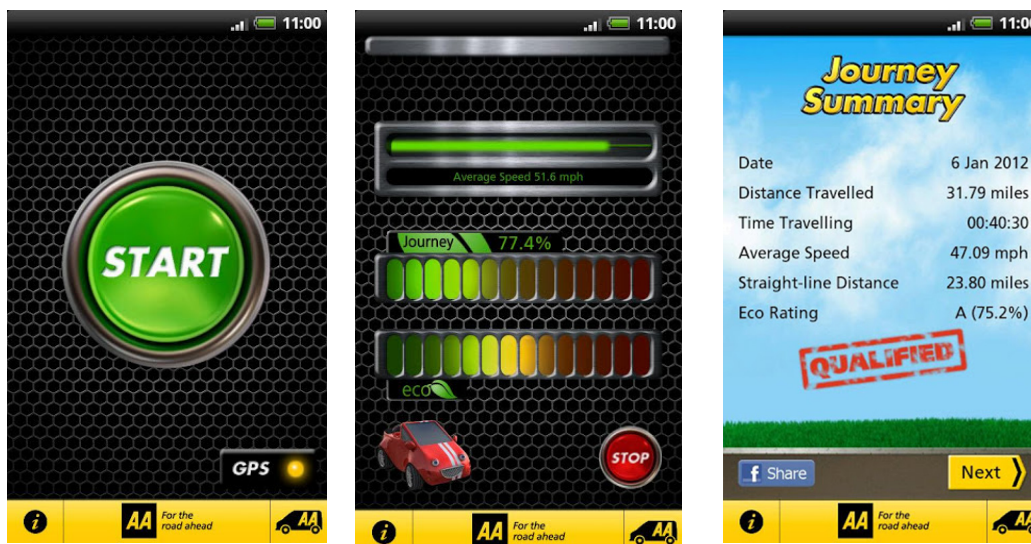 11:00
START
GPS
i
AA
For the
road ahead
AA
11:00
Average Speed 51.6 mph
Journey 77.4%
eco
STOP
i
AA
For the
road ahead
AA
11:00
Journey
Summary
Date 6 Jan 2012
Distance Travelled 31.79 miles
Time Travelling 00:40:30
Average Speed 47.09 mph
Straight-line Distance 23.80 miles
Eco Rating A (75.2%)
QUALIFIED
f Share
Next
i
AA
For the
road ahead
AA